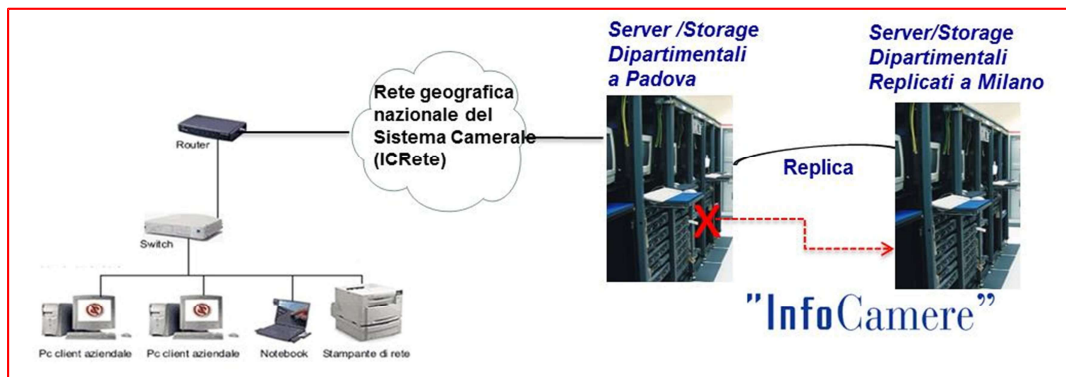 Server /Storage
Dipartimentali
a Padova
Server/Storage
Dipartimentali
Replicati a Milano
Rete geografica
nazionale del
Sistema Camerale
(ICRete)
Router
Replica
Switch
X
"InfoCamere"
Pc client aziendale
Pc client aziendale
Notebook
Stampante di rete